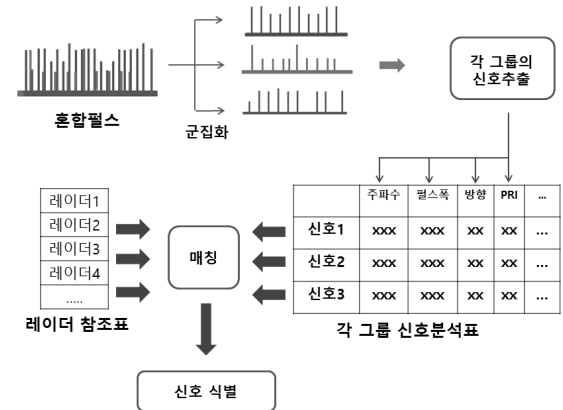 각 그룹의
신호추출
혼합펄스
군집화
주파수 펄스폭 방향 PRI ...
신호1 xxx xxx xx xx ...
신호2 xxx xxx xx xx ...
신호3 xxx xxx xx xx ...
각 그룹 신호분석표
레이더1
레이더2
레이더3
레이더4
.....
레이더 참조표
매칭
신호 식별